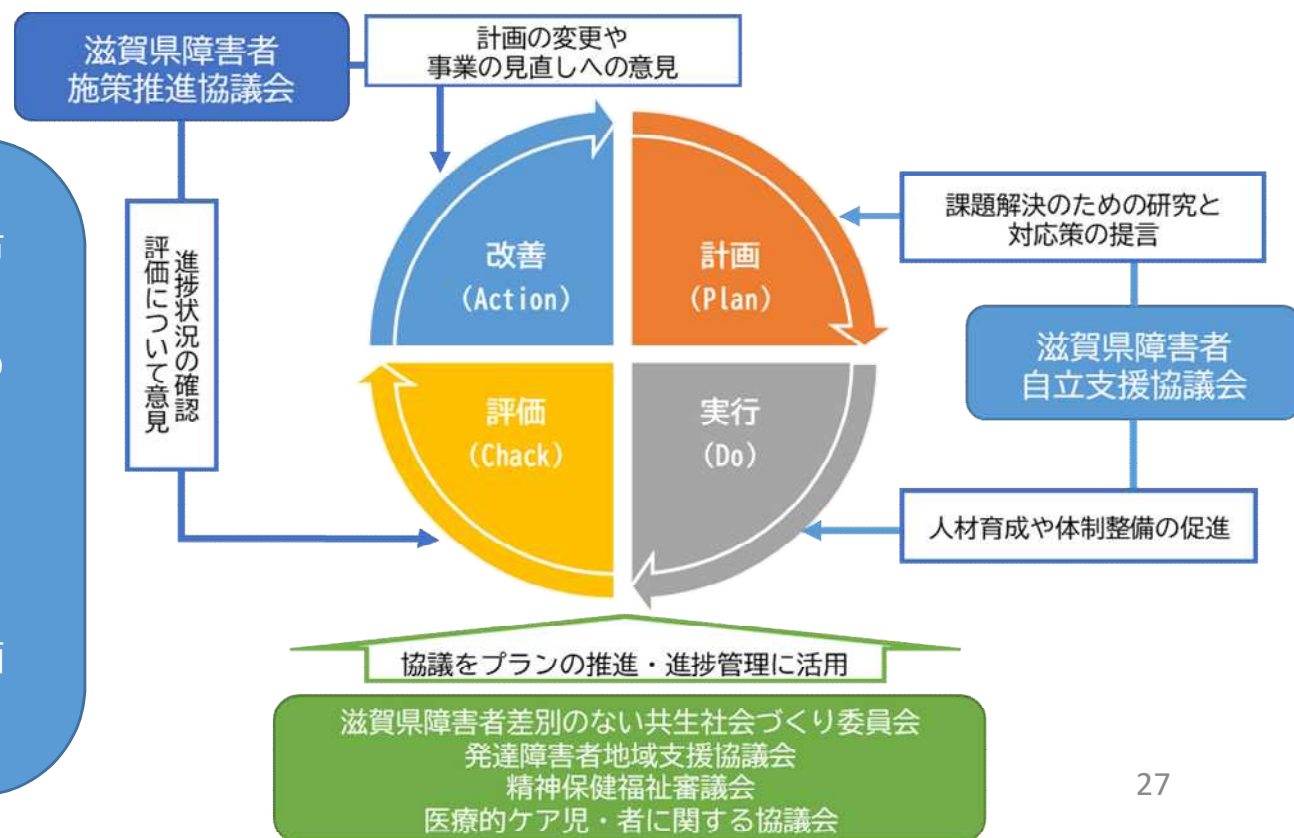 滋賀県障害者
施策推進協議会
計画の変更や
事業の見直しへの意見
進捗状況の確認
評価について意見
改善
(Action)
計画
(Plan)
評価
(Chack)
実行
(Do)
課題解決のための研究と
対応策の提言
滋賀県障害者
自立支援協議会
人材育成や体制整備の促進
協議をプランの推進・進捗管理に活用
滋賀県障害者差別のない共生社会づくり委員会
発達障害者地域支援協議会
精神保健福祉審議会
医療的ケア児・者に関する協議会
27